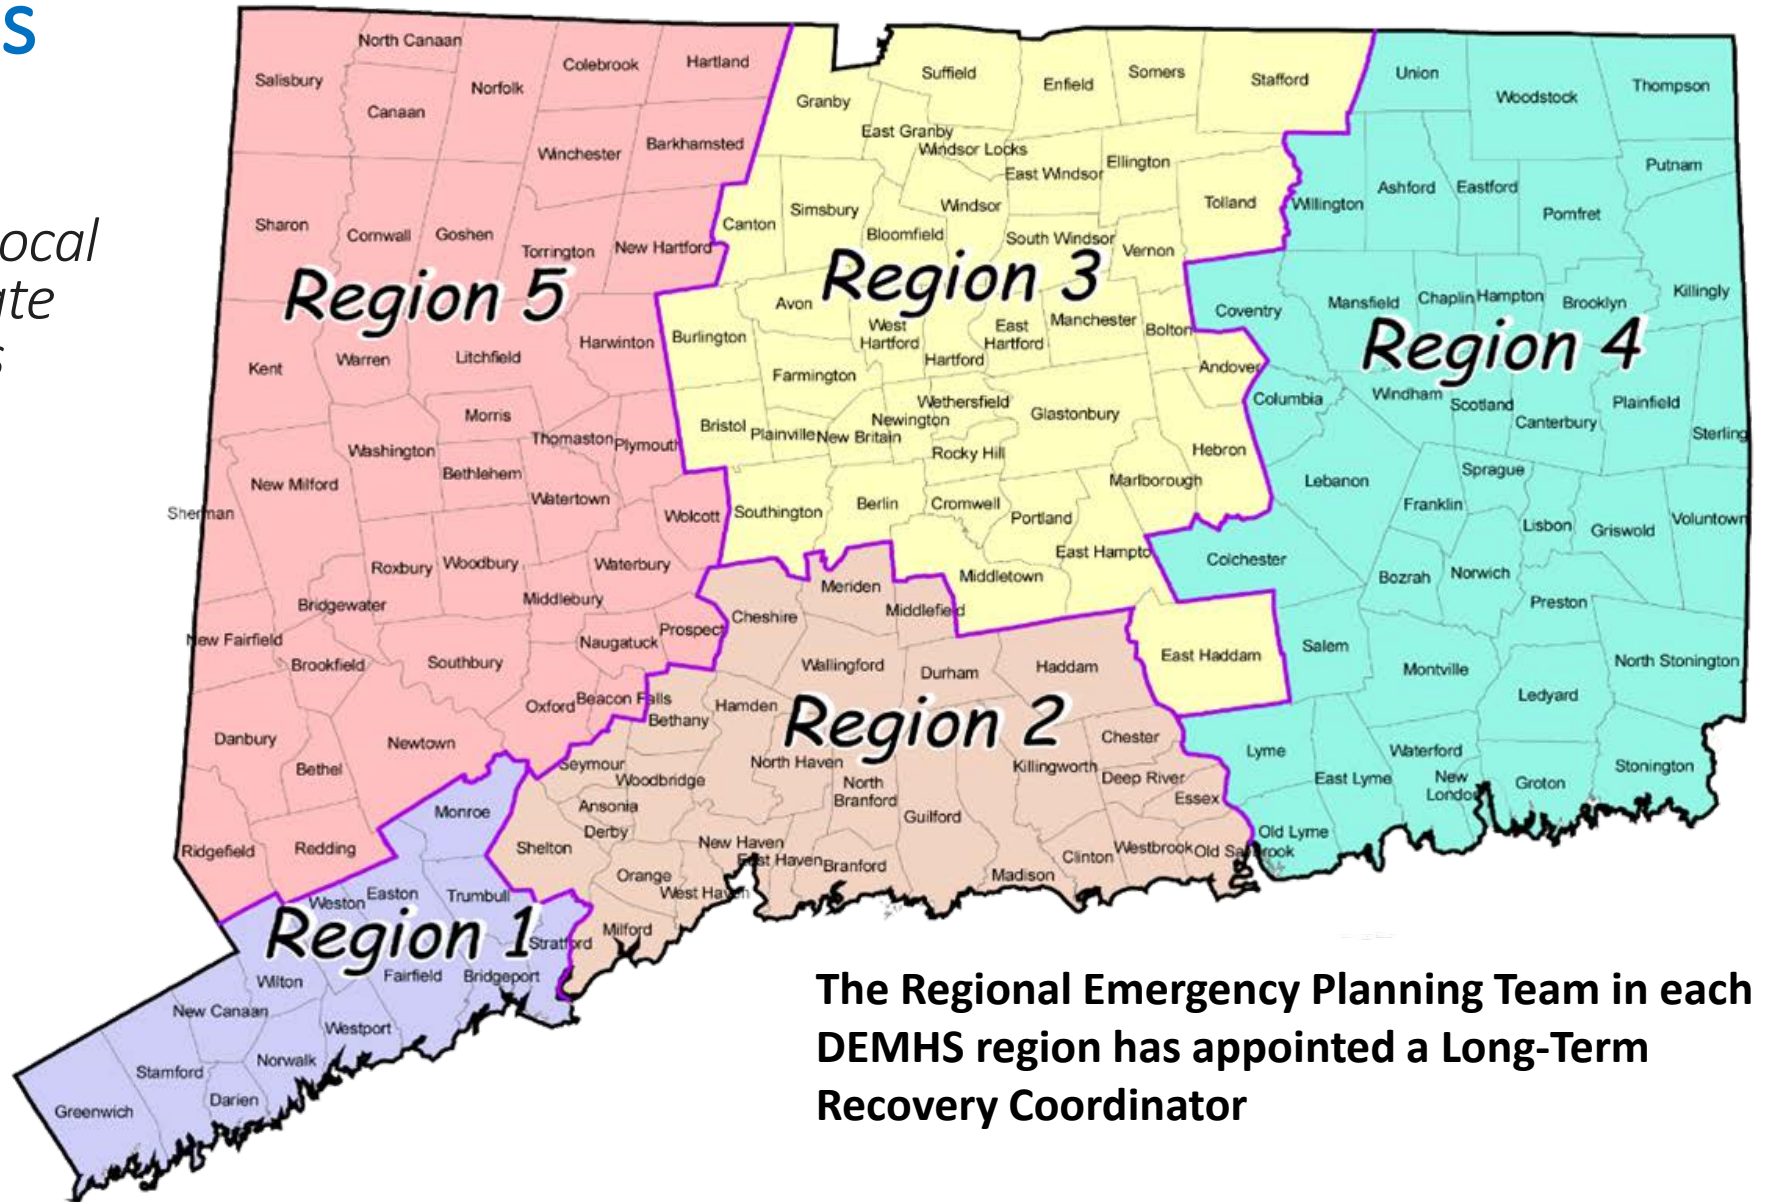 s
ocal
ate
s
North Canaan
Colebrook
Hartland
Salisbury
Norfolk
Canaan
Winchester
Barkhamsted
Sharon
Cornwall
Goshen
Torrington
New Hartford
Region 5
Kent
Warren
Litchfield
Harwinton
Morris
Washington
Thomaston
Plymouth
Bethlehem
New Milford
Watertown
Sherman
Wolcott
Roxbury
Woodbury
Waterbury
Bridgewater
Middlebury
New Fairfield
Prospect
Naugatuck
Brookfield
Southbury
Oxford
Beacon Falls
Danbury
Newtown
Bethel
Ridgefield
Redding
Suffield
Enfield
Somers
Stafford
Granby
East Granby
Windsor Locks
East Windsor
Ellington
Tolland
Simsbury
Windsor
Canton
Bloomfield
South Windsor
Vernon
Region 3
Avon
West
Hartford
East
Hartford
Manchester
Bolton
Burlington
Hartford
Andover
Farmington
Wethersfield
Newington
Glastonbury
Bristol
Plainville
New Britain
Rocky Hill
Hebron
Marlborough
Southington
Berlin
Cromwell
Portland
East Hampto
Middletown
East Haddam
Union
Woodstock
Thompson
Putnam
Ashford
Eastford
Willington
Pomfret
Killingly
Coventry
Mansfield
Chaplin
Hampton
Brooklyn
Region 4
Columbia
Windham
Scotland
Plainfield
Canterbury
Sterling
Sprague
Lebanon
Franklin
Lisbon
Griswold
Voluntown
Colchester
Bozrah
Norwich
Preston
Salem
Montville
North Stonington
Ledyard
Lyme
Waterford
East Lyme
New
London
Groton
Stonington
Old Lyme
Meriden
Middlefield
Cheshire
Wallingford
Durham
Haddam
Hamden
Bethany
Region 2
Chester
Seymour
Woodbridge
North Haven
North
Branford
Killingworth
Deep River
Essex
Ansonia
Derby
Guilford
Shelton
New Haven
East Haven
Branford
Clinton
Westbrook
Old Saybrook
Orange
West Haven
Madison
Milford
Monroe
Weston
Easton
Trumbull
Region 1
Stratford
Wilton
Fairfield
Bridgeport
New Canaan
Westport
Norwalk
Stamford
Darien
Greenwich
The Regional Emergency Planning Team in each
DEMHS region has appointed a Long-Term
Recovery Coordinator